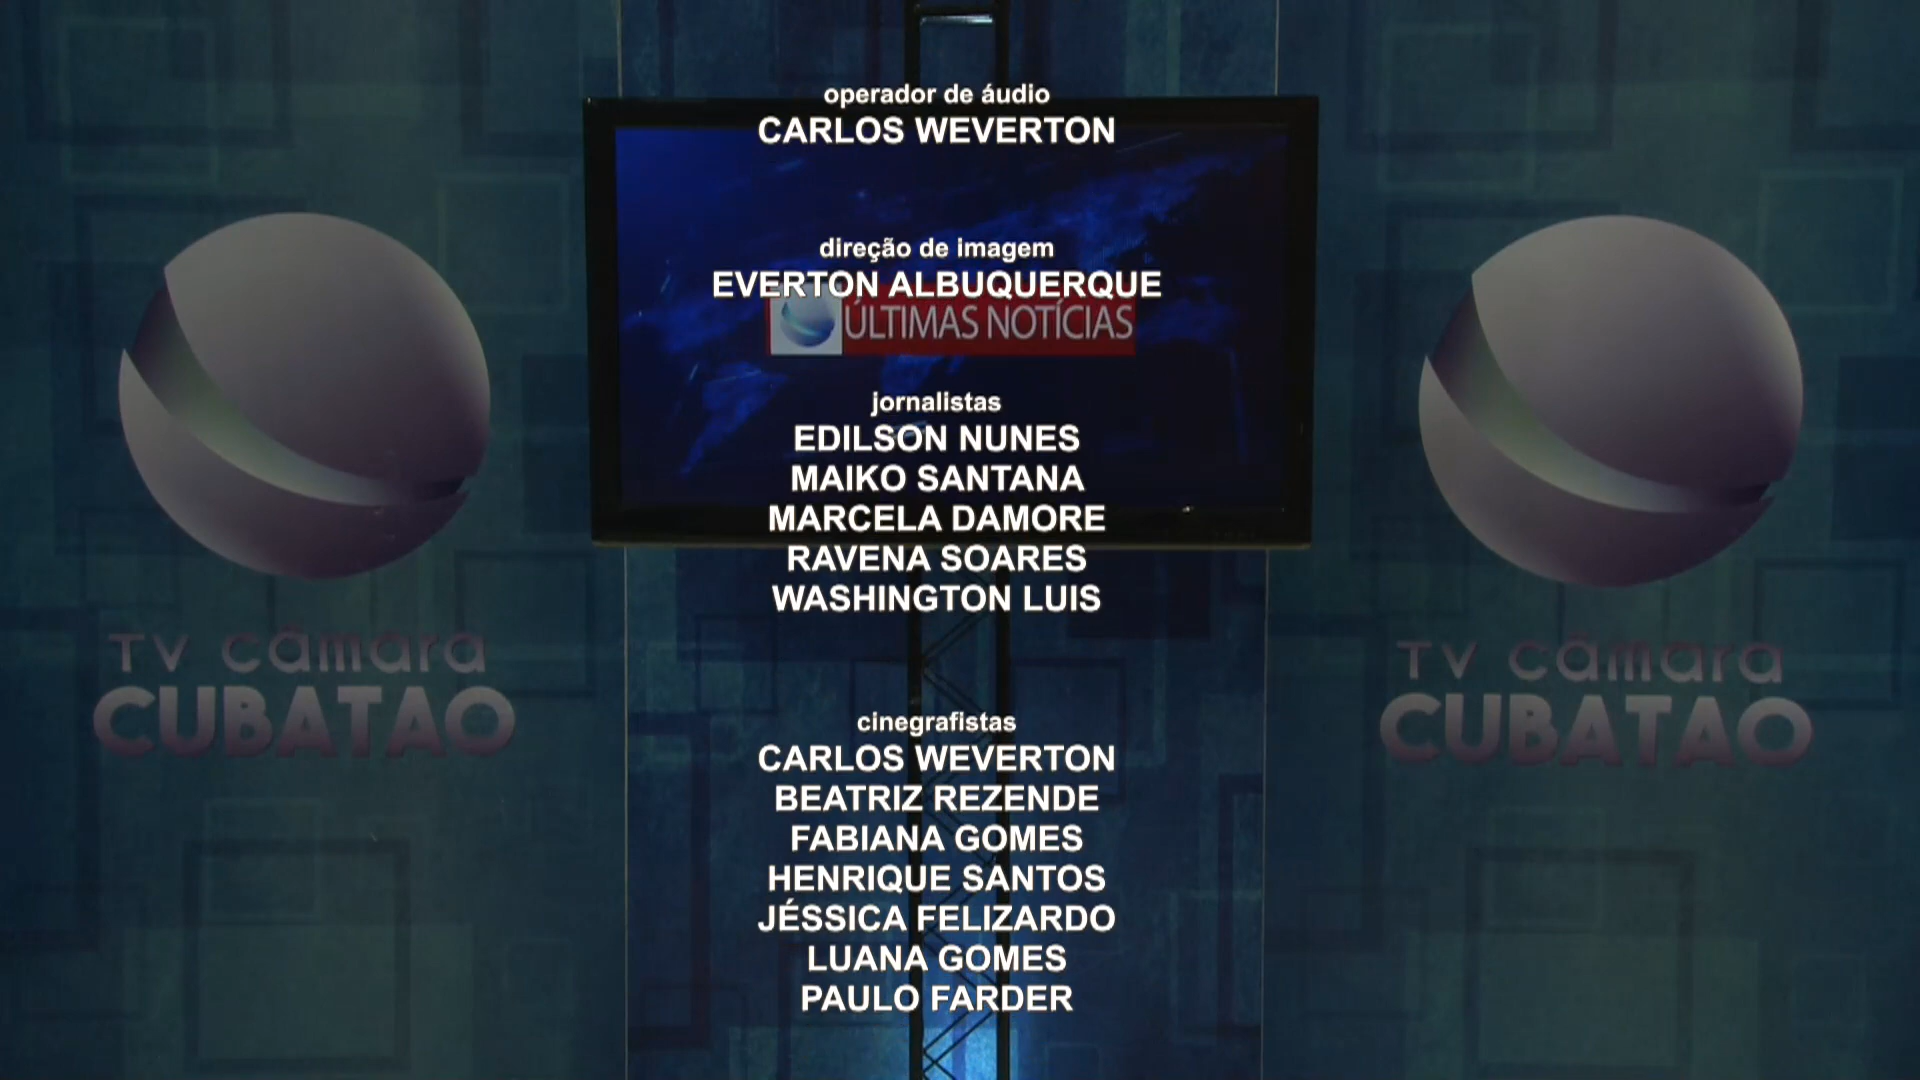 operador de áudio
CARLOS WEVERTON
direção de imagem
EVERTON ALBUQUERQUE
ÚLTIMAS NOTÍCIAS
jornalistas
EDILSON NUNES
MAIKO SANTANA
MARCELA DAMORE
RAVENA SOARES
WASHINGTON LUIS
TV câmara
CUBATAO
TV câmara
CUBATAO
cinegrafistas
CARLOS WEVERTON
BEATRIZ REZENDE
FABIANA GOMES
HENRIQUE SANTOS
JÉSSICA FELIZARDO
LUANA GOMES
PAULO FARDER